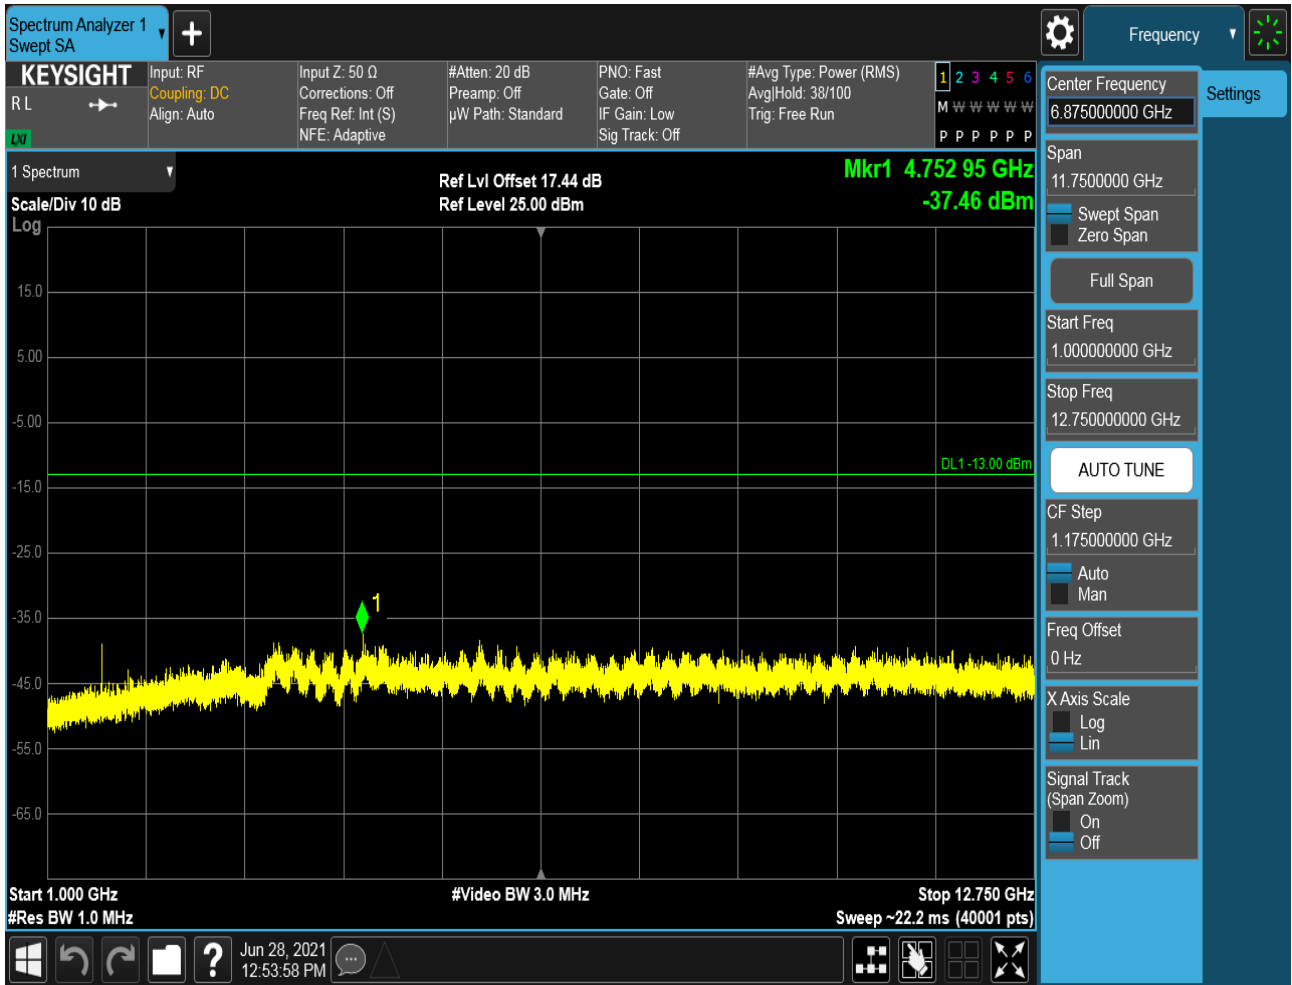 Spectrum Analyzer 1
Swept SA
Frequency
KEYSIGHT
R L
LXI
Input: RF
Coupling: DC
Align: Auto
Input Z: 50 Ω
Corrections: Off
Freq Ref: Int (S)
NFE: Adaptive
#Atten: 20 dB
Preamp: Off
µW Path: Standard
PNO: Fast
Gate: Off
IF Gain: Low
Sig Track: Off
#Avg Type: Power (RMS)
Avg|Hold: 38/100
Trig: Free Run
1 2 3 4 5 6
M W W W W W
P P P P P P
1 Spectrum
Scale/Div 10 dB
Log
Ref Lvl Offset 17.44 dB
Ref Level 25.00 dBm
Mkr1 4.752 95 GHz
-37.46 dBm
15.0
5.00
-5.00
DL1 -13.00 dBm
-15.0
-25.0
1
-35.0
-45.0
-55.0
-65.0
Start 1.000 GHz
#Res BW 1.0 MHz
#Video BW 3.0 MHz
Stop 12.750 GHz
Sweep ~22.2 ms (40001 pts)
Jun 28, 2021
12:53:58 PM
?
Center Frequency
6.875000000 GHz
Settings
Span
11.7500000 GHz
Swept Span
Zero Span
Full Span
Start Freq
1.000000000 GHz
Stop Freq
12.750000000 GHz
AUTO TUNE
CF Step
1.175000000 GHz
Auto
Man
Freq Offset
0 Hz
X Axis Scale
Log
Lin
Signal Track
(Span Zoom)
On
Off